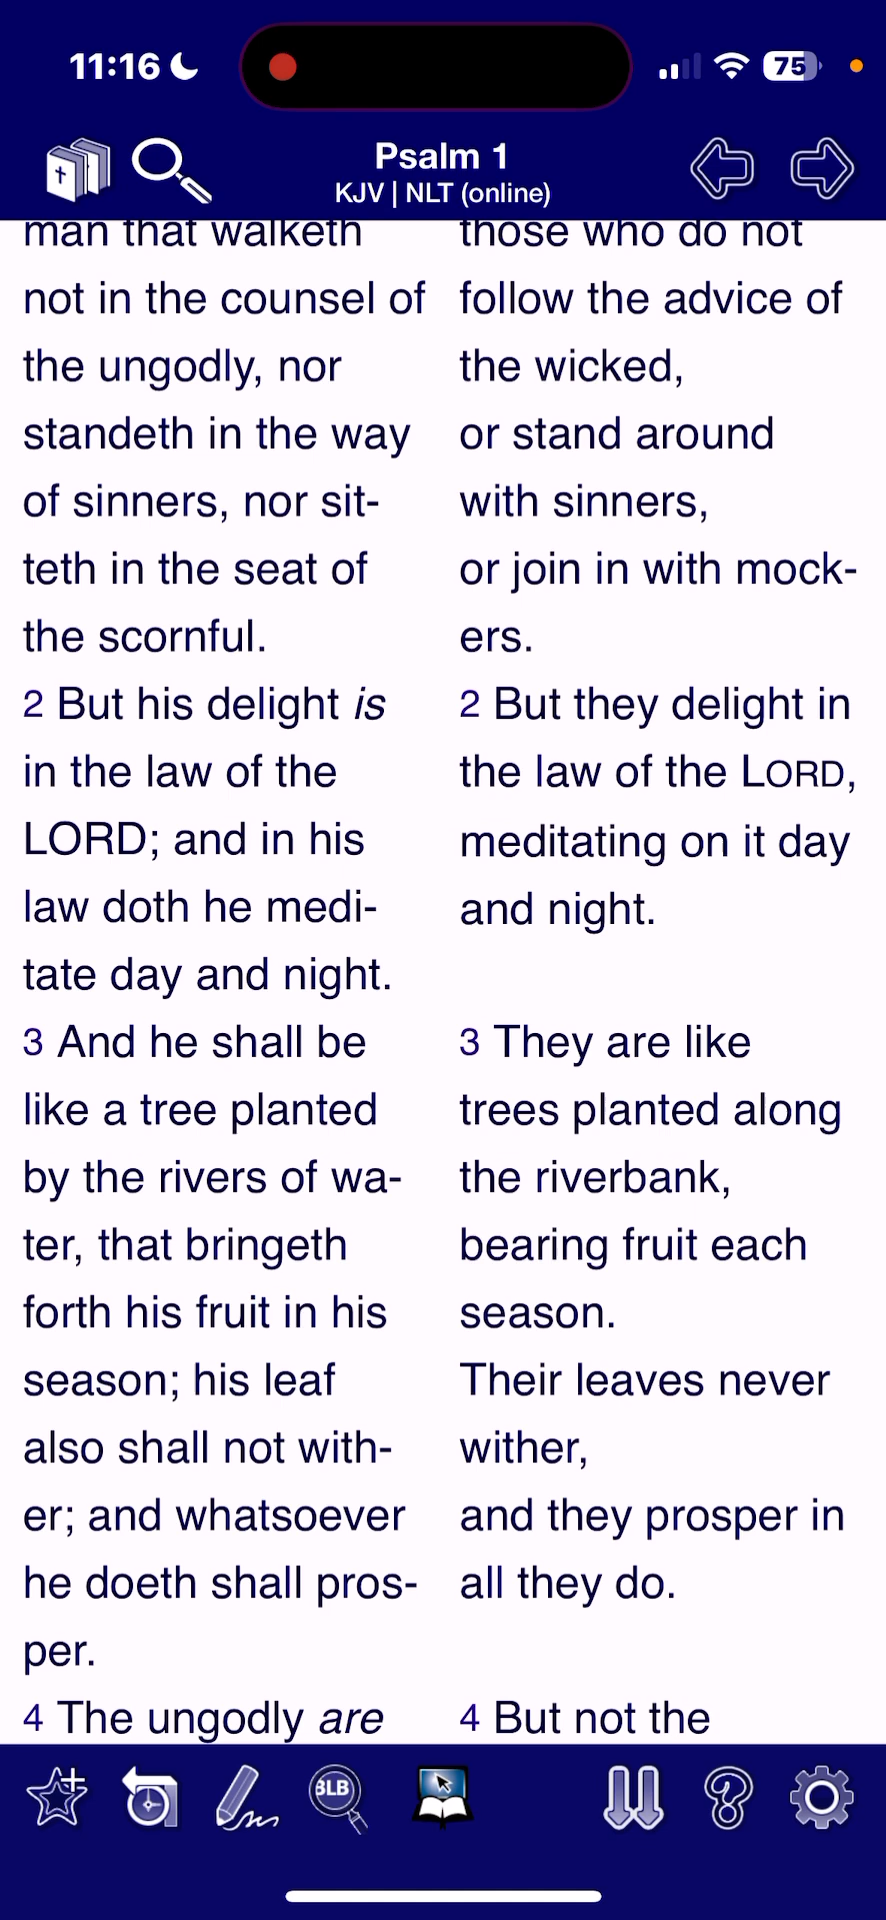 11:16
75
Psalm 1
KJV | NLT (online)
man that walketh
not in the counsel of
the ungodly, nor
standeth in the way
of sinners, nor sit-
teth in the seat of
the scornful.
2 But his delight is
in the law of the
LORD; and in his
law doth he medi-
tate day and night.
3 And he shall be
like a tree planted
by the rivers of wa-
ter, that bringeth
forth his fruit in his
season; his leaf
also shall not with-
er; and whatsoever
he doeth shall pros-
per.
4 The ungodly are
those who do not
follow the advice of
the wicked,
or stand around
with sinners,
or join in with mock-
ers.
2 But they delight in
the law of the LORD,
meditating on it day
and night.
3 They are like
trees planted along
the riverbank,
bearing fruit each
season.
Their leaves never
wither,
and they prosper in
all they do.
4 But not the
BLB